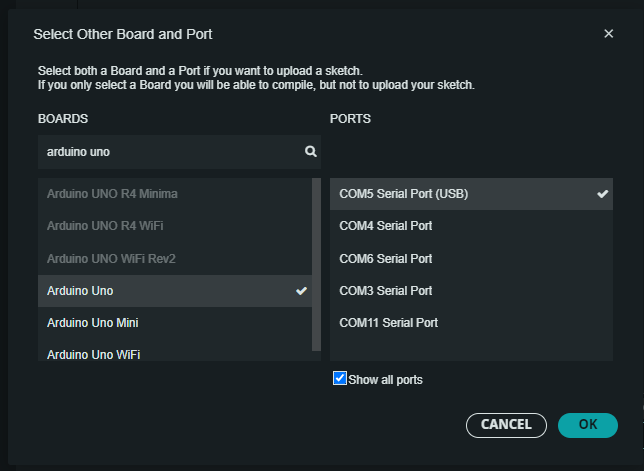 Select Other Board and Port
Select both a Board and a Port if you want to upload a sketch.
If you only select a Board you will be able to compile, but not to upload your sketch.
BOARDS
arduino uno
Arduino UNO R4 Minima
Arduino UNO R4 WiFi
Arduino UNO WiFi Rev2
Arduino Uno
Arduino Uno Mini
Arduino Uno WiFi
PORTS
COM5 Serial Port (USB)
COM4 Serial Port
COM6 Serial Port
COM3 Serial Port
COM11 Serial Port
Show all ports
CANCEL
OK